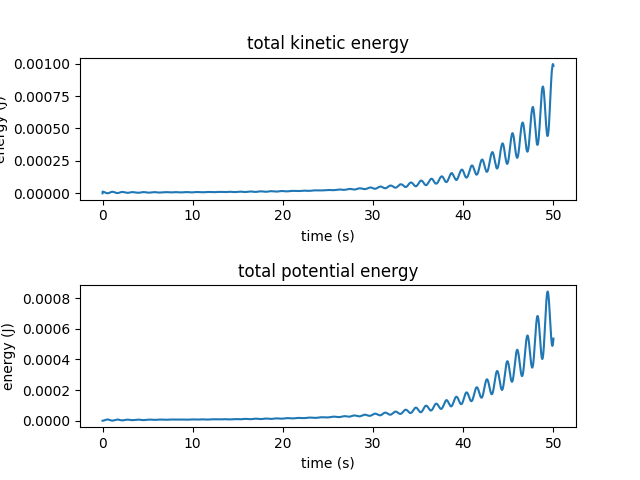 total kinetic energy
energy (J)
0.00100
0.00075
0.00050
0.00025
0.00000
0 10 20 30 40 50
time (s)
total potential energy
energy (J)
0.0008
0.0006
0.0004
0.0002
0.0000
0 10 20 30 40 50
time (s)